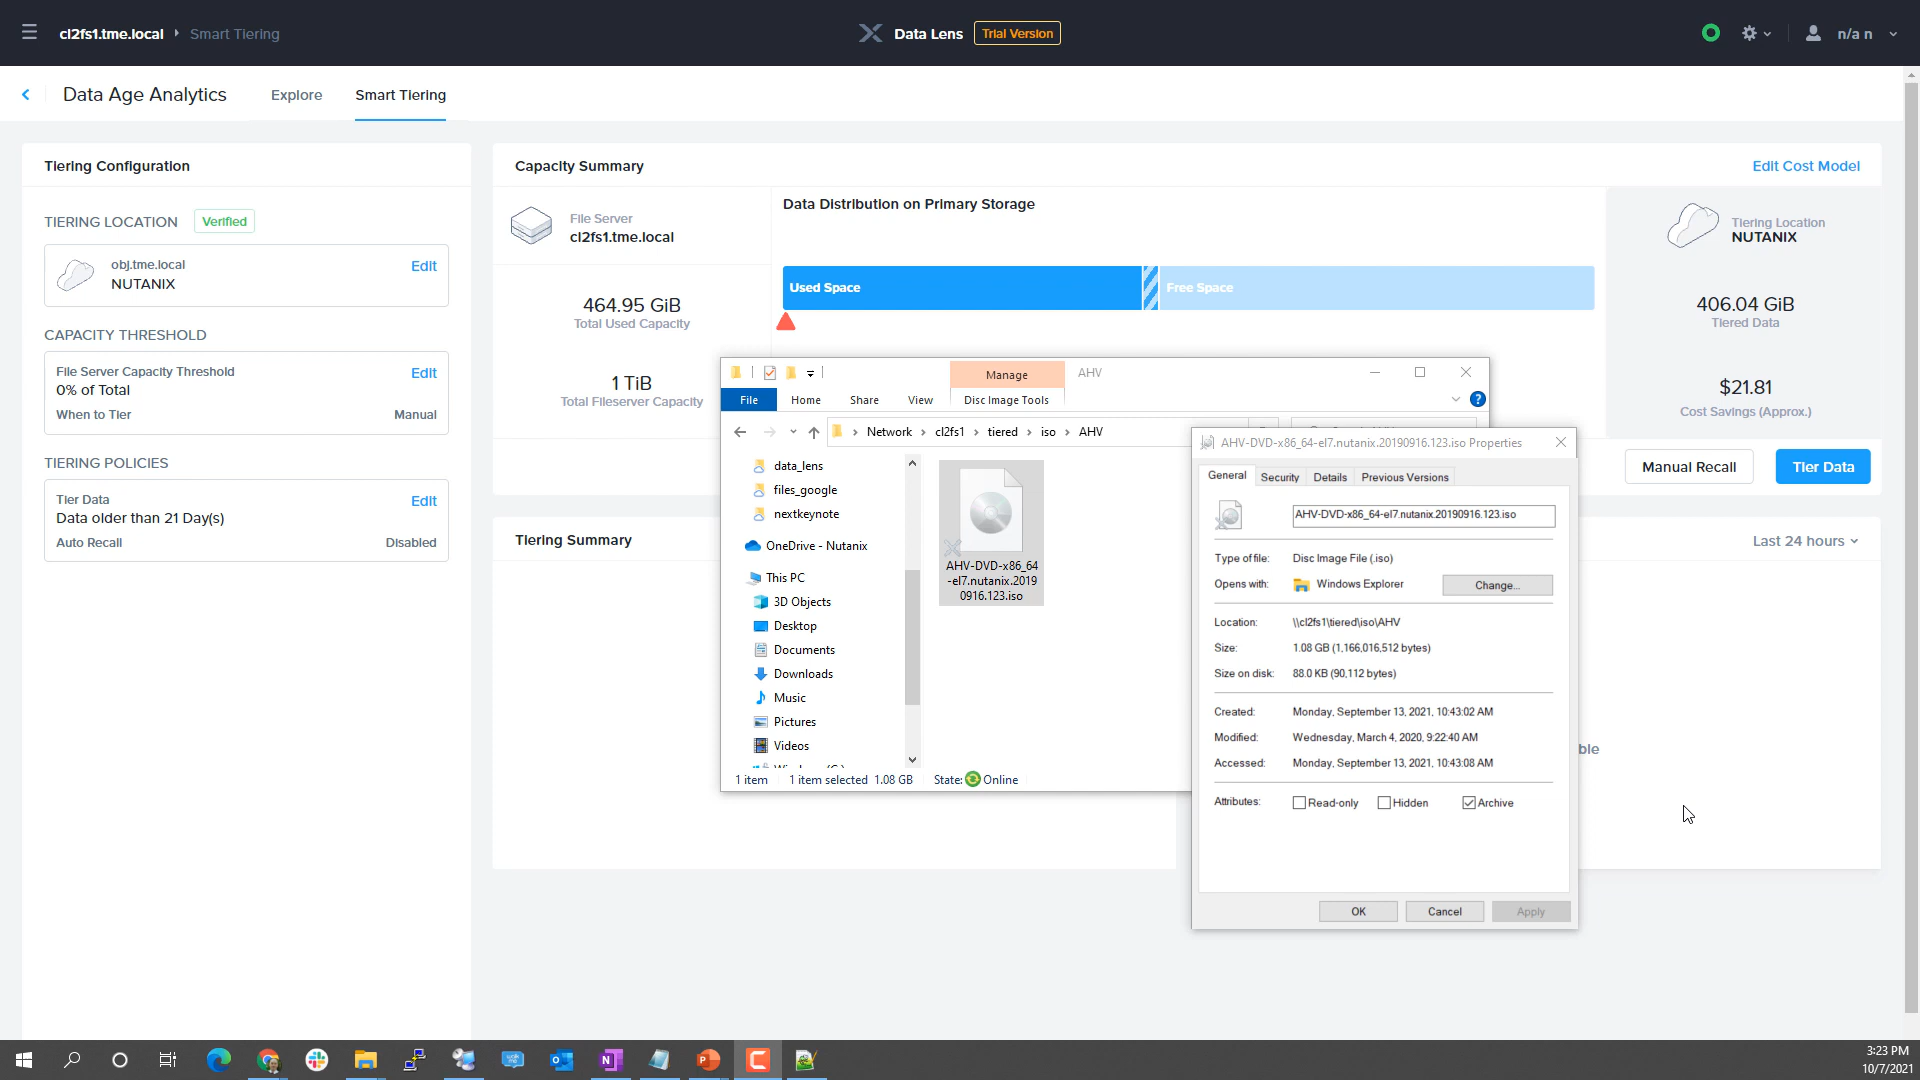 cl2fs1.tme.local
Smart Tiering
Data Lens
Trial Version
n/a n
Data Age Analytics
Explore
Smart Tiering
Tiering Configuration
TIERING LOCATION
Verified
obj.tme.local
Edit
NUTANIX
CAPACITY THRESHOLD
File Server Capacity Threshold
Edit
0% of Total
When to Tier
Manual
TIERING POLICIES
Tier Data
Edit
Data older than 21 Day(s)
Auto Recall
Disabled
Capacity Summary
Edit Cost Model
File Server
cl2fs1.tme.local
464.95 GiB
Total Used Capacity
1 TiB
Total Fileserver Capacity
Data Distribution on Primary Storage
Used Space
Free Space
Tiering Location
NUTANIX
406.04 GiB
Tiered Data
$21.81
Cost Savings (Approx.)
Manual Recall
Tier Data
Tiering Summary
Last 24 hours
Manage
AHV
File
Home
Share
View
Disc Image Tools
Network
cl2fs1
tiered
iso
AHV
data_lens
files_google
nextkeynote
OneDrive - Nutanix
This PC
3D Objects
Desktop
Documents
Downloads
Music
Pictures
Videos
AHV-DVD-x86_64
-el7.nutanix.2019
0916.123.iso
1 item
1 item selected 1.08 GB
State: Online
AHV-DVD-x86_64-el7.nutanix.20190916.123.iso Properties
General
Security
Details
Previous Versions
AHV-DVD-x86_64-el7.nutanix.20190916.123.iso
Type of file: Disc Image File (.iso)
Opens with: Windows Explorer
Change...
Location: \\cl2fs1\tiered\iso\AHV
Size: 1.08 GB (1,166,016,512 bytes)
Size on disk: 88.0 KB (90,112 bytes)
Created: Monday, September 13, 2021, 10:43:02 AM
Modified: Wednesday, March 4, 2020, 9:22:40 AM
Accessed: Monday, September 13, 2021, 10:43:08 AM
Attributes: Read-only Hidden Archive
OK
Cancel
Apply
ble
3:23 PM
10/7/2021